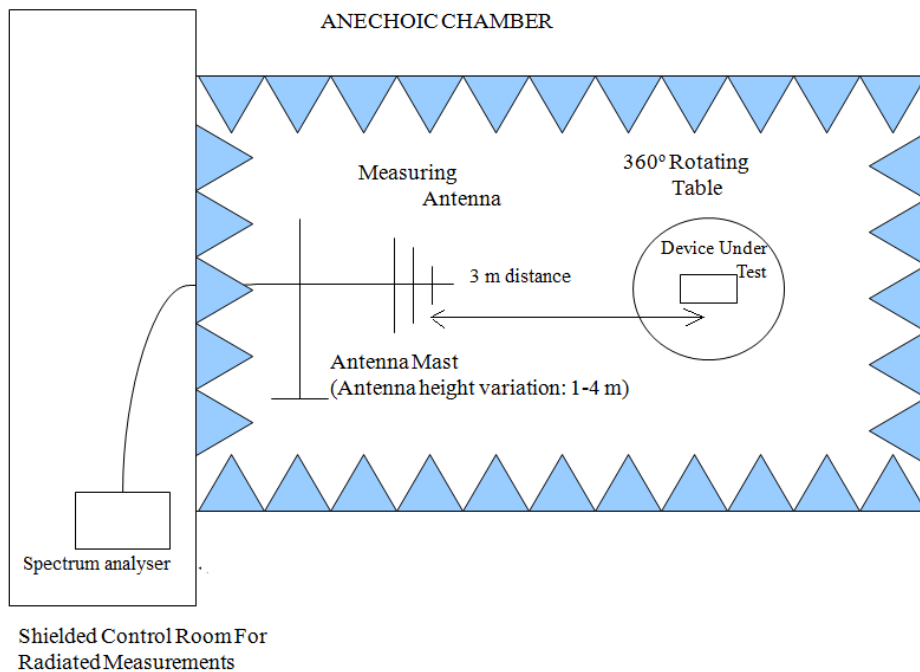 ANECHOIC CHAMBER
Measuring
Antenna
360º Rotating
Table
Device Under
Test
3 m distance
Antenna Mast
(Antenna height variation: 1-4 m)
Spectrum analyser
Shielded Control Room For
Radiated Measurements